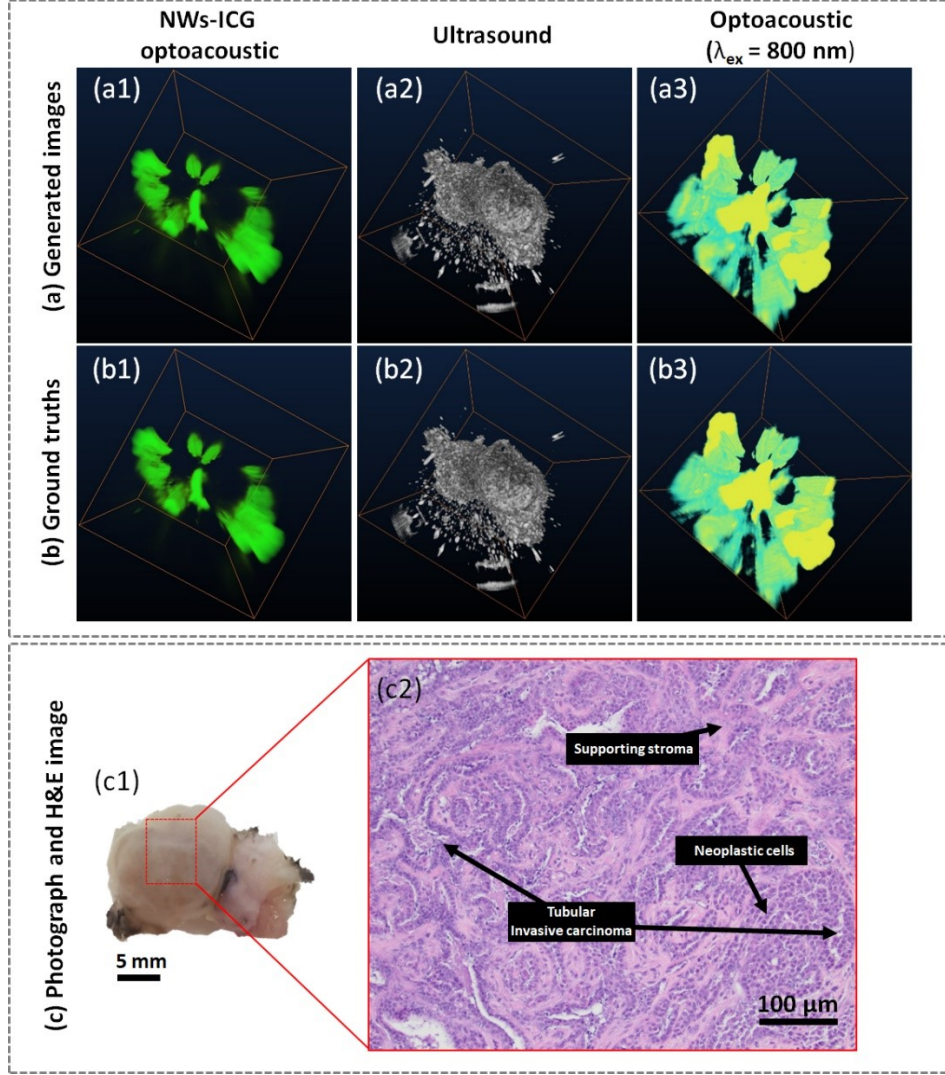 NWs-ICG
optoacoustic
Ultrasound
Optoacoustic
(λex = 800 nm)
(a) Generated images
(a1)
(a2)
(a3)
(b) Ground truths
(b1)
(b2)
(b3)
(c) Photograph and H&E image
(c1)
5 mm
(c2)
Supporting stroma
Neoplastic cells
Tubular
Invasive carcinoma
100 µm